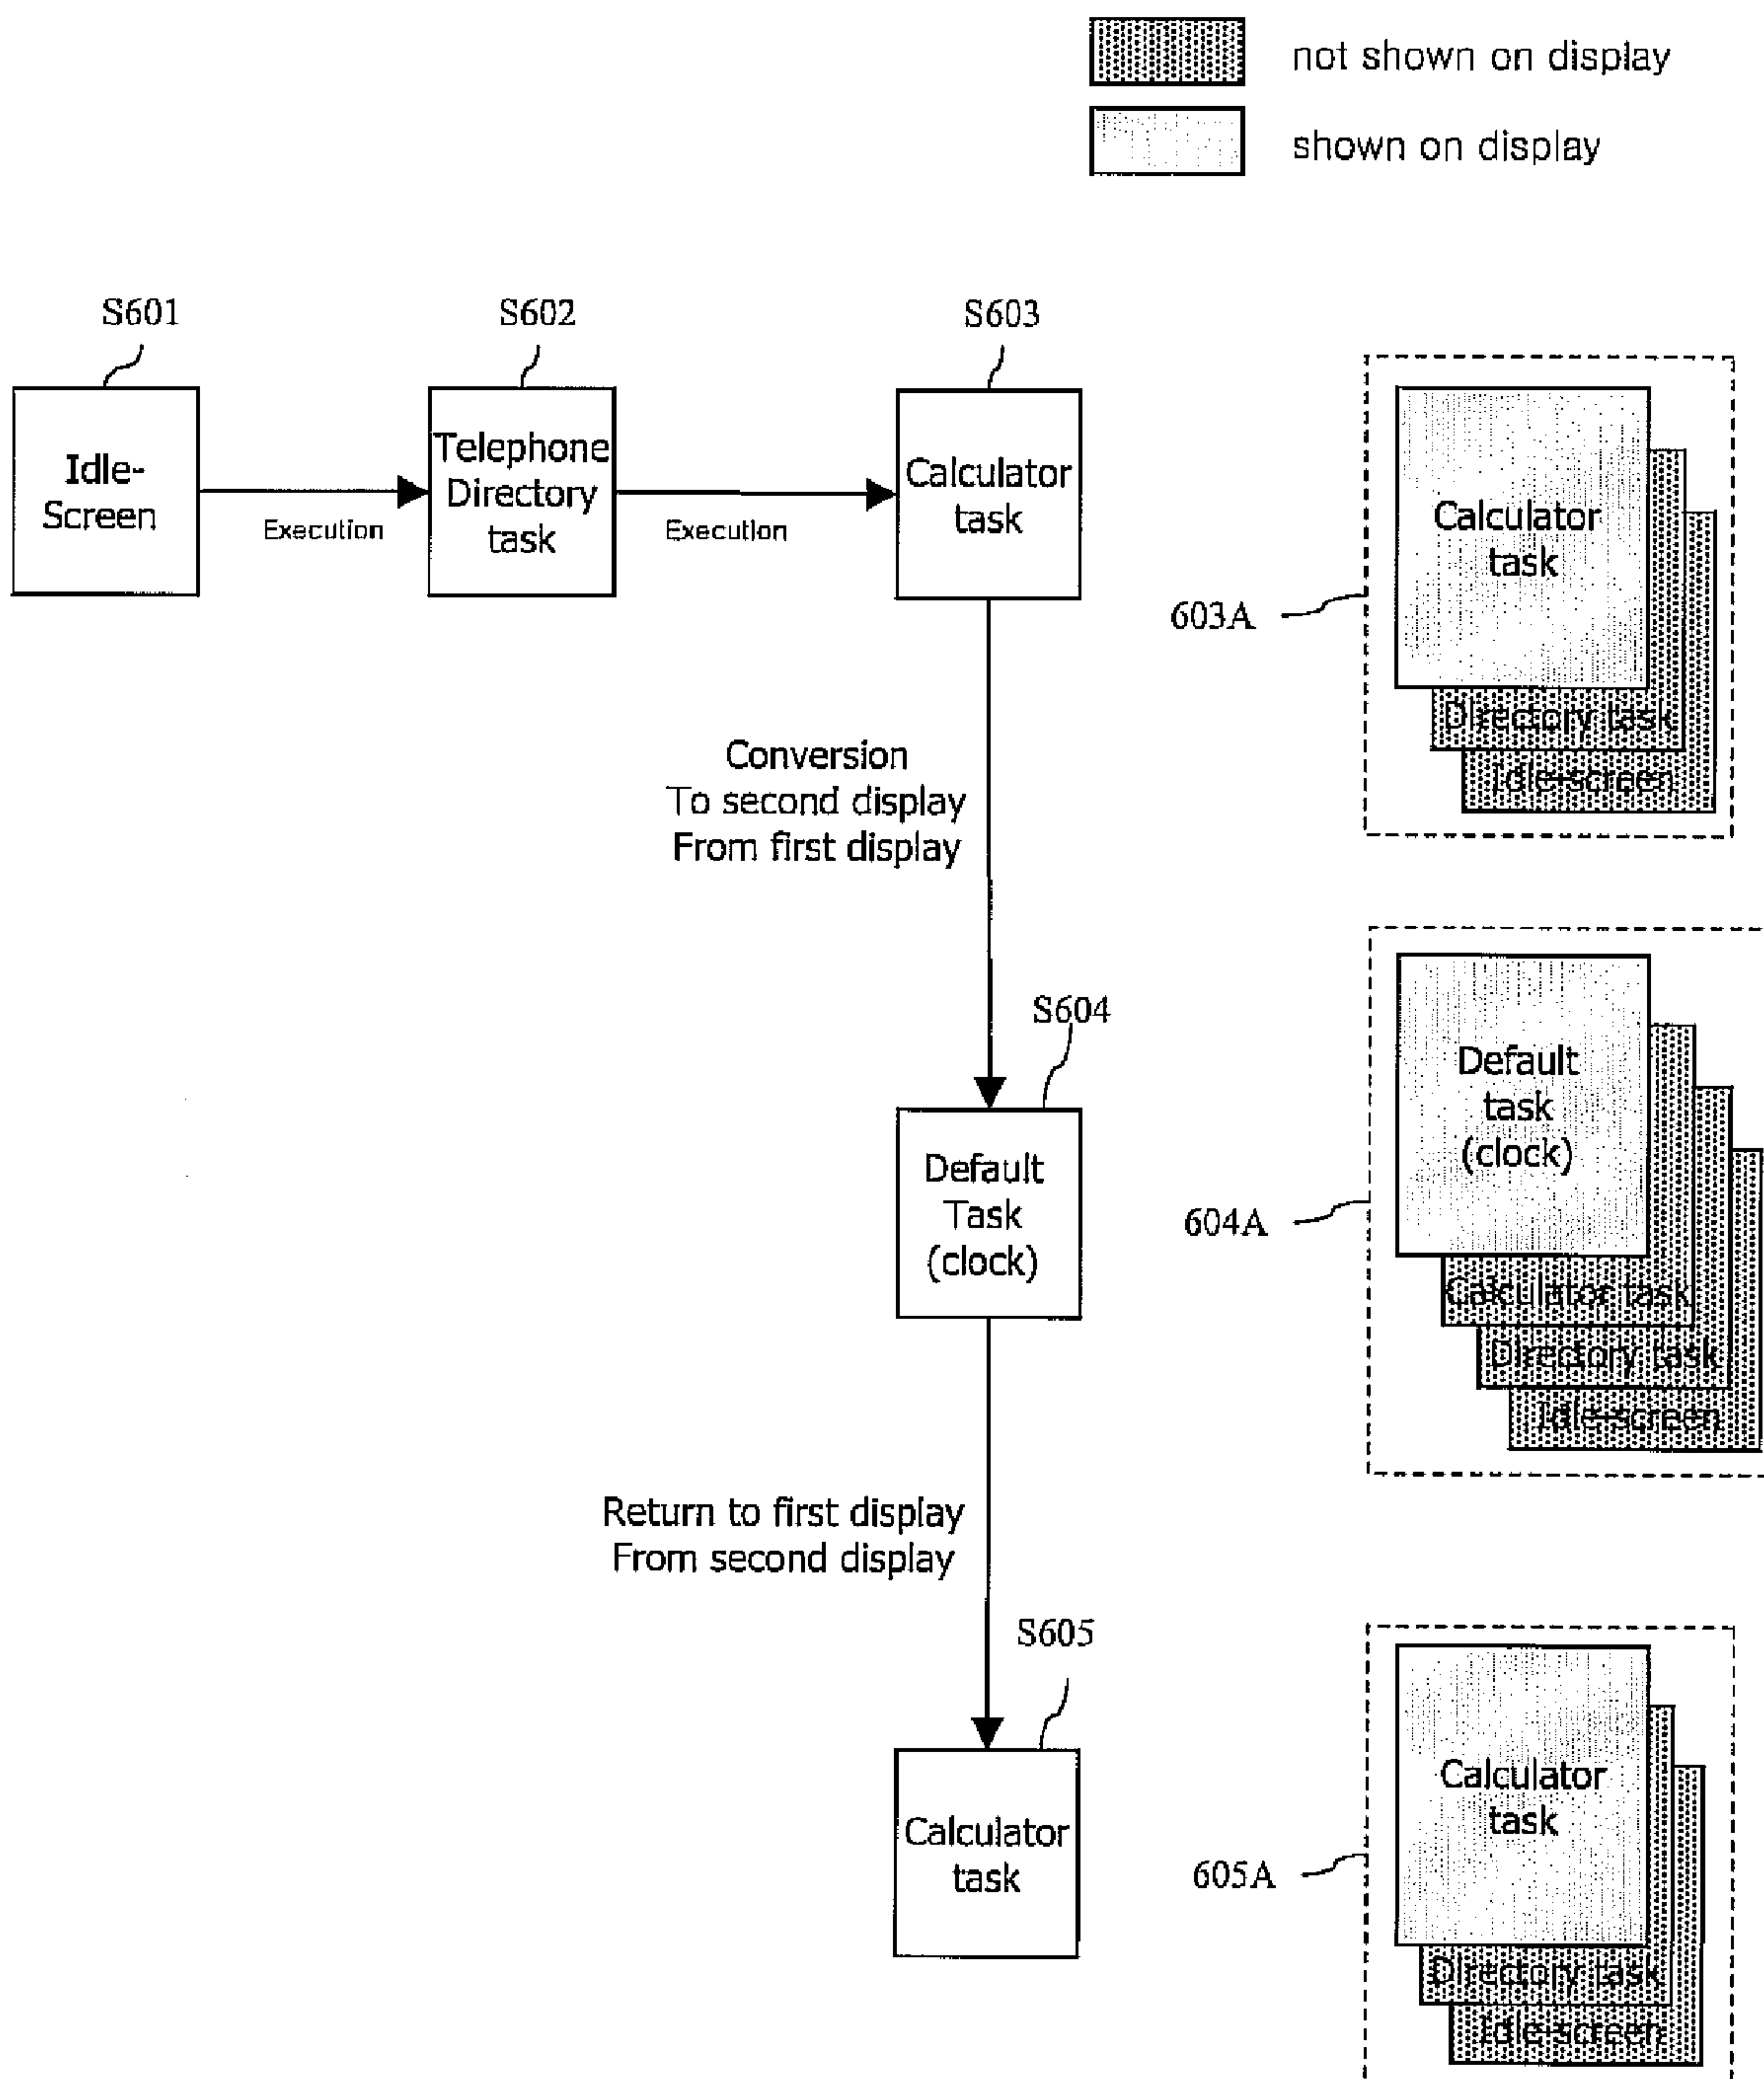 not shown on display
shown on display
S601
S602
S603
Idle-
Screen
Execution
Telephone
Directory
task
Execution
Calculator
task
603A
Calculator
task
Directory task
Idle-screen
Conversion
To second display
From first display
S604
Default
Task
(clock)
604A
Default
task
(clock)
Calculator task
Directory task
Idle-screen
Return to first display
From second display
S605
Calculator
task
605A
Calculator
task
Directory task
Idle-screen